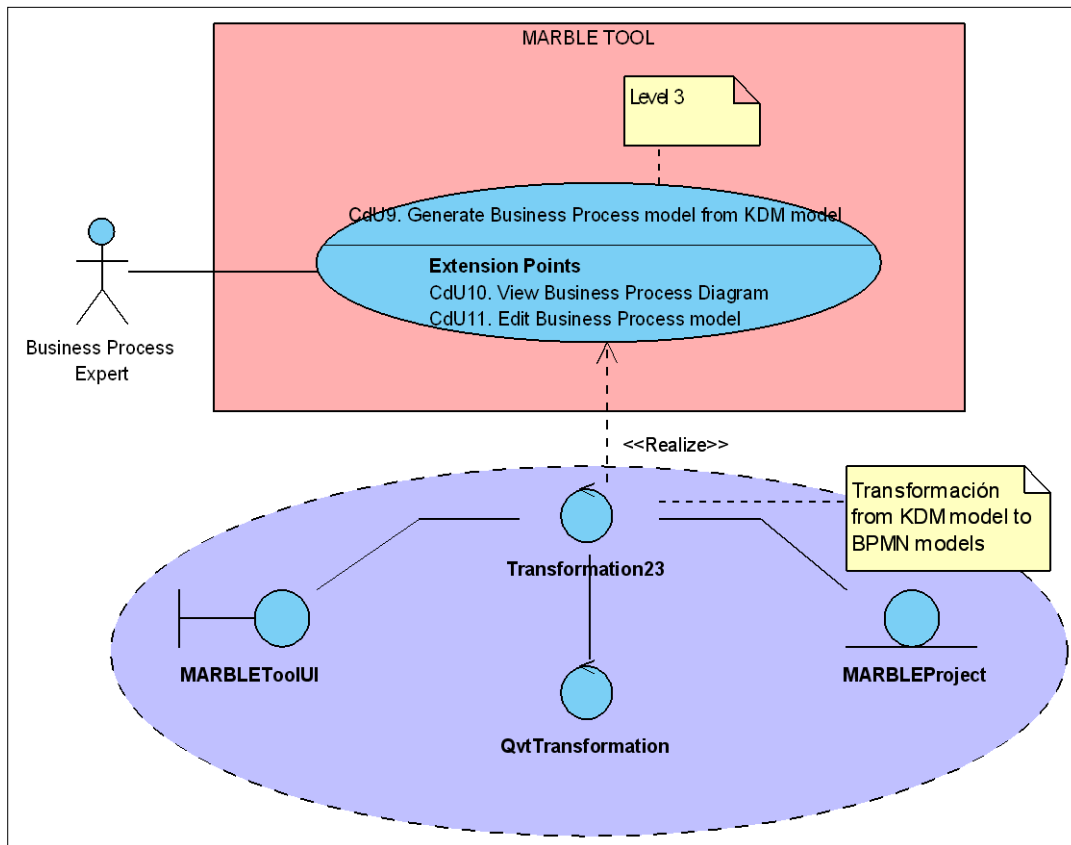 MARBLE TOOL
Level 3
CdU9. Generate Business Process model from KDM model
Extension Points
CdU10. View Business Process Diagram
CdU11. Edit Business Process model
Business Process
Expert
<<Realize>>
Transformación
from KDM model to
BPMN models
Transformation23
MARBLEToolUI
MARBLEProject
QvtTransformation